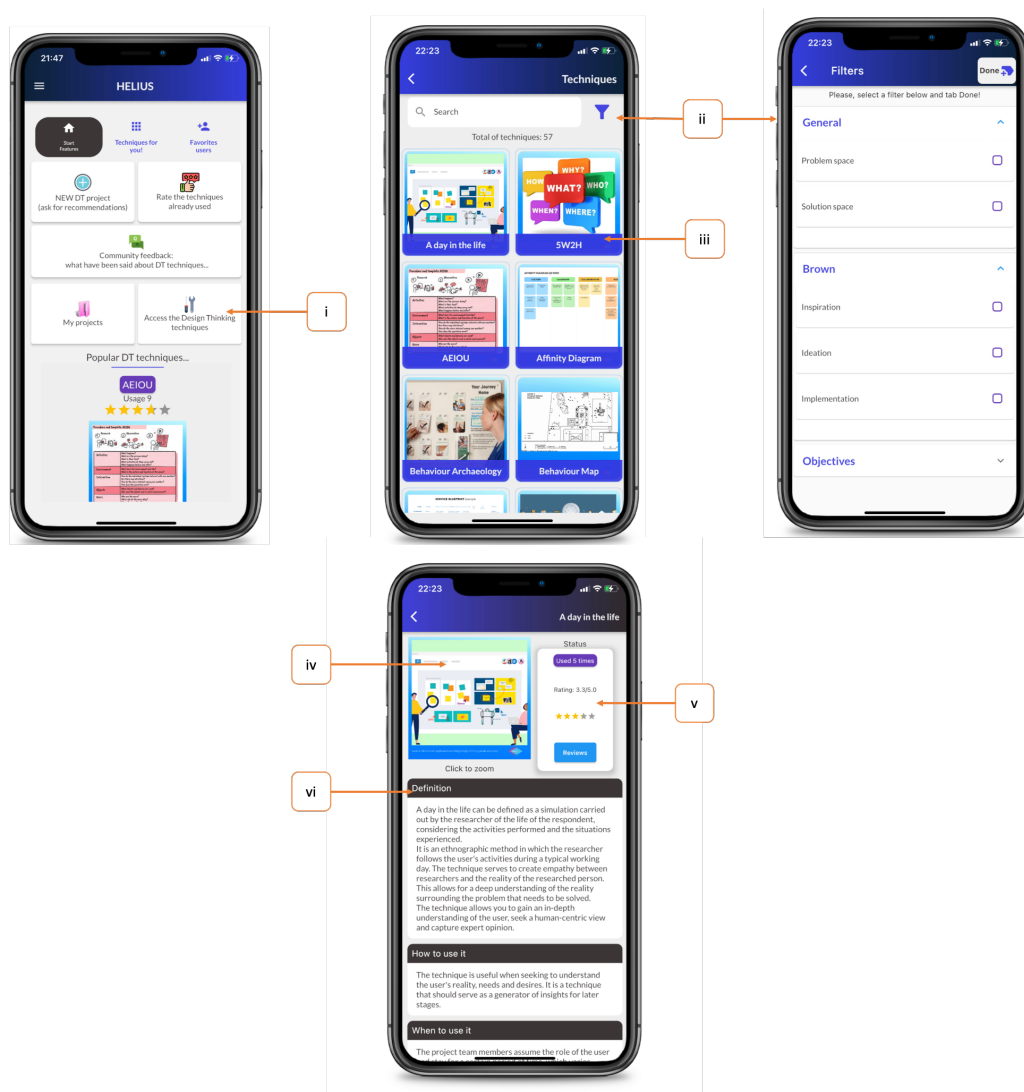 21:47
HELIUS
Start
Features
Techniques for
you!
Favorites
users
NEW DT project
(ask for recommendations)
Rate the techniques
already used
Community feedback:
what have been said about DT techniques...
My projects
Access the Design Thinking
techniques
Popular DT techniques...
AEIOU
Usage 9
i
22:23
Techniques
Search
Total of techniques: 57
A day in the life
HOW
WHY?
WHAT?
WHO?
WHEN?
WHERE?
5W2H
AEIOU
Affinity Diagram
Your Journey
Home
Behaviour Archaeology
Behaviour Map
ii
iii
22:23
Filters
Done
Please, select a filter below and tab Done!
General
Problem space
Solution space
Brown
Inspiration
Ideation
Implementation
Objectives
22:23
A day in the life
iv
Status
Used 5 times
Rating: 3.3/5.0
Reviews
v
Click to zoom
vi
Definition
A day in the life can be defined as a simulation carried
out by the researcher of the life of the respondent,
considering the activities performed and the situations
experienced.
It is an ethnographic method in which the researcher
follows the user's activities during a typical working
day. The technique serves to create empathy between
researchers and the reality of the researched person.
This allows for a deep understanding of the reality
surrounding the problem that needs to be solved.
The technique allows you to gain an in-depth
understanding of the user, seek a human-centric view
and capture expert opinion.
How to use it
The technique is useful when seeking to understand
the user's reality, needs and desires. It is a technique
that should serve as a generator of insights for later
stages.
When to use it
The project team members assume the role of the user